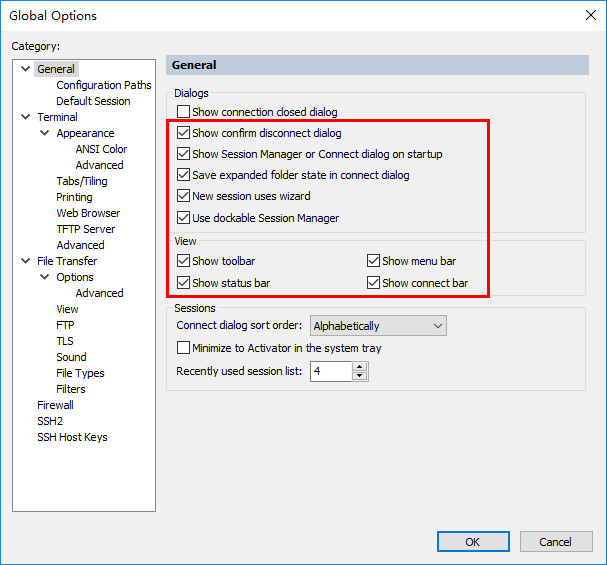 Global Options
Category:
General
Configuration Paths
Default Session
Terminal
Appearance
ANSI Color
Advanced
Tabs/Tiling
Printing
Web Browser
TFTP Server
Advanced
File Transfer
Options
Advanced
View
FTP
TLS
Sound
File Types
Filters
Firewall
SSH2
SSH Host Keys
General
Dialogs
Show connection closed dialog
Show confirm disconnect dialog
Show Session Manager or Connect dialog on startup
Save expanded folder state in connect dialog
New session uses wizard
Use dockable Session Manager
View
Show toolbar Show menu bar
Show status bar Show connect bar
Sessions
Connect dialog sort order: Alphabetically
Minimize to Activator in the system tray
Recently used session list: 4
OK Cancel